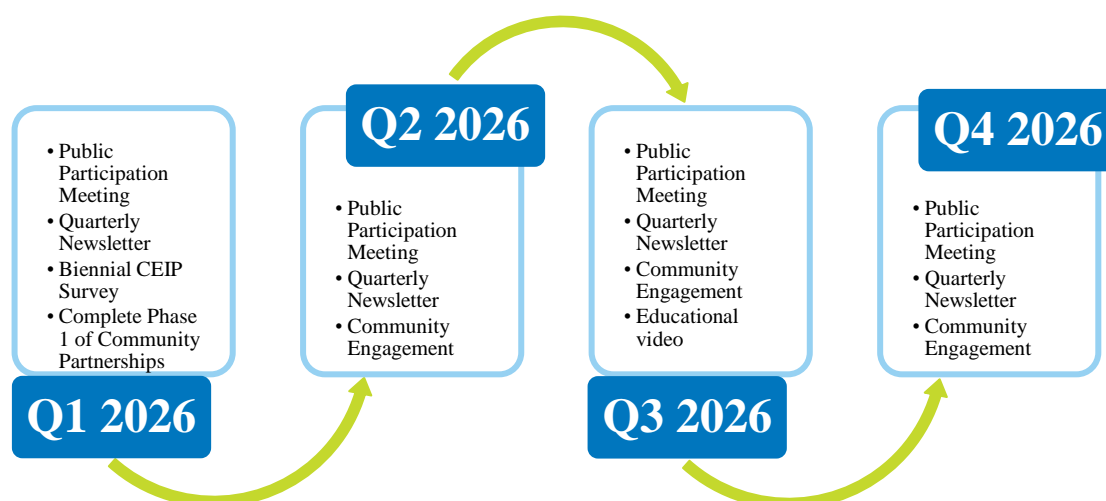 • Public
Participation
Meeting
• Quarterly
Newsletter
• Biennial CEIP
Survey
• Complete Phase
1 of Community
Partnerships
Q1 2026
Q2 2026
• Public
Participation
Meeting
• Quarterly
Newsletter
• Community
Engagement
• Public
Participation
Meeting
• Quarterly
Newsletter
• Community
Engagement
• Educational
video
Q3 2026
Q4 2026
• Public
Participation
Meeting
• Quarterly
Newsletter
• Community
Engagement